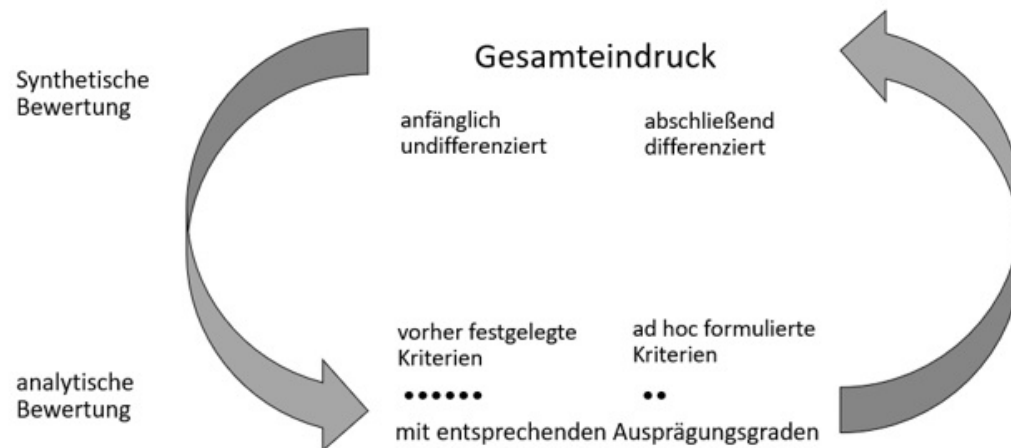 Gesamteindruck
Synthetische
Bewertung
anfänglich
undifferenziert
abschließend
differenziert
vorher festgelegte
Kriterien
ad hoc formulierte
Kriterien
analytische
Bewertung
•••••• ••
mit entsprechenden Ausprägungsgraden